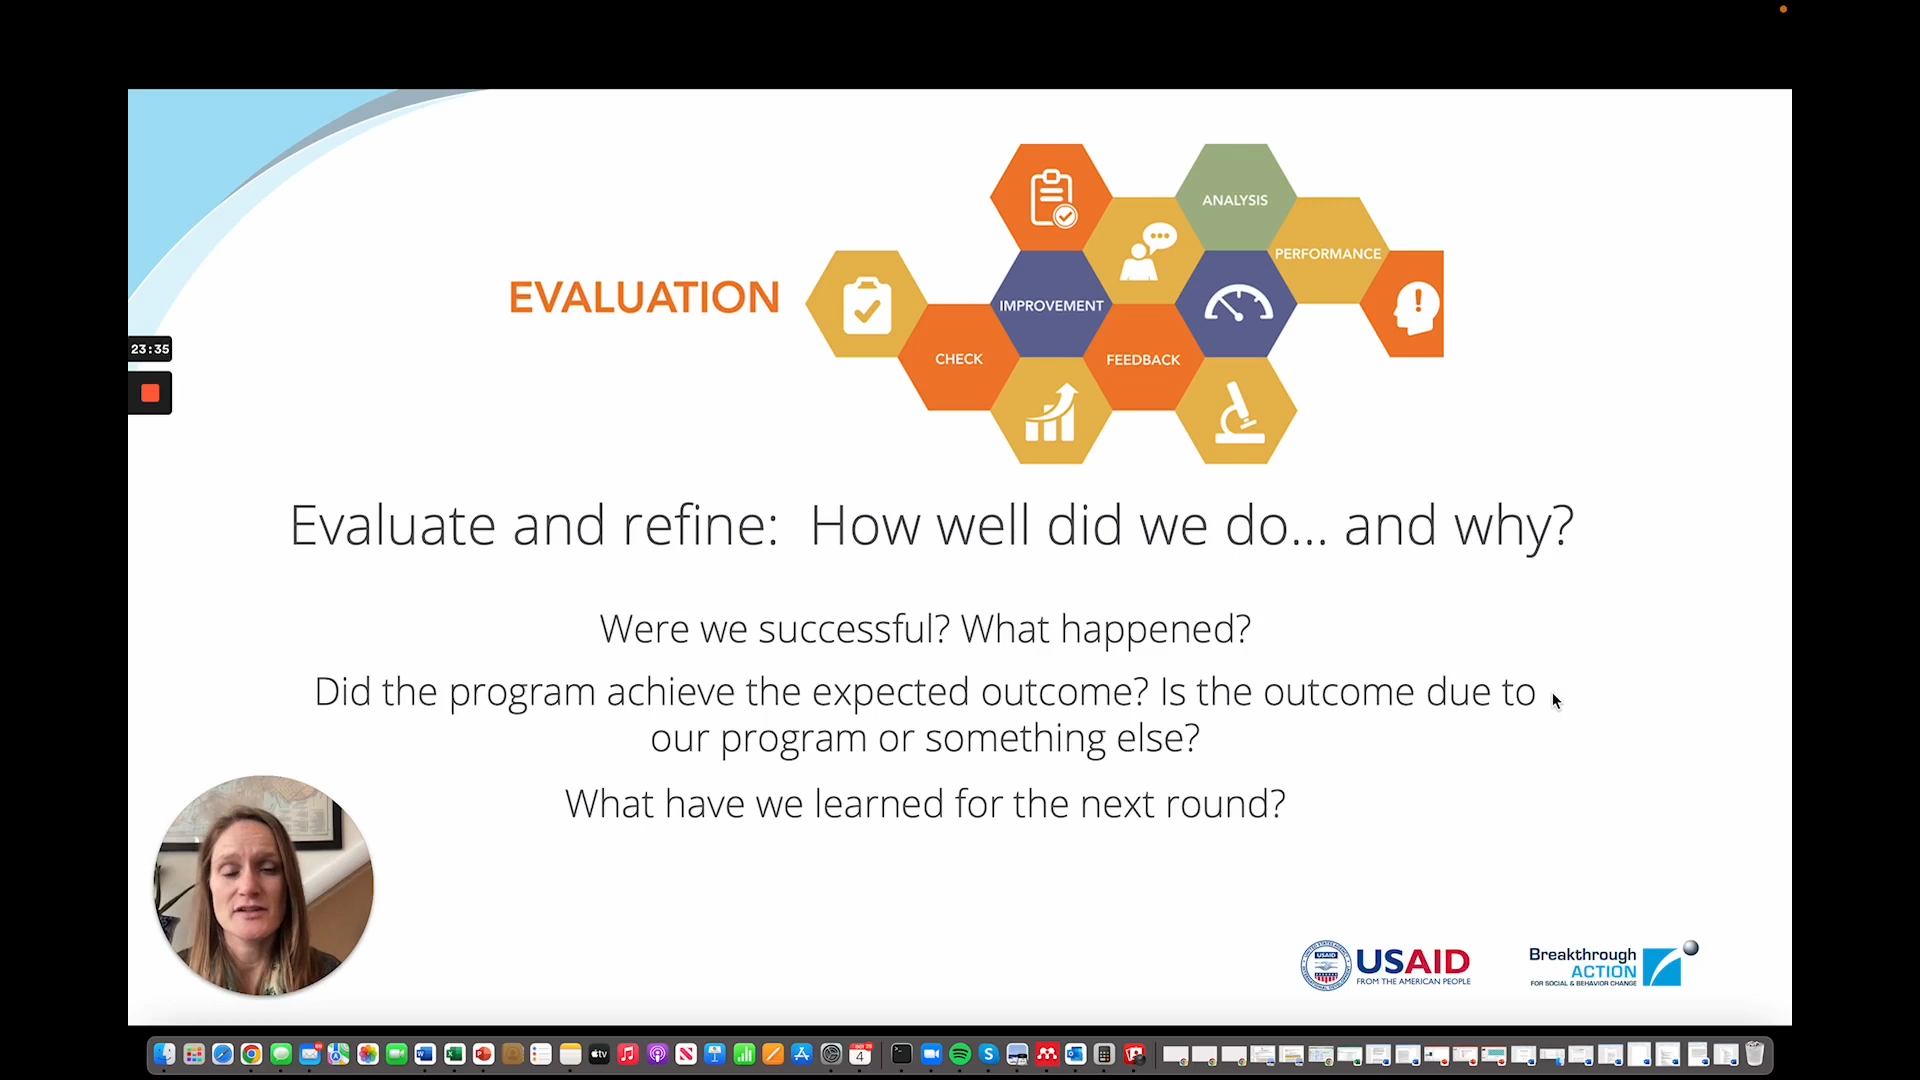 ANALYSIS
PERFORMANCE
EVALUATION
IMPROVEMENT
CHECK
FEEDBACK
23:35
Evaluate and refine: How well did we do... and why?
Were we successful? What happened?
Did the program achieve the expected outcome? Is the outcome due to
our program or something else?
What have we learned for the next round?
USAID
FROM THE AMERICAN PEOPLE
Breakthrough
ACTION
FOR SOCIAL & BEHAVIOR CHANGE
tv
4